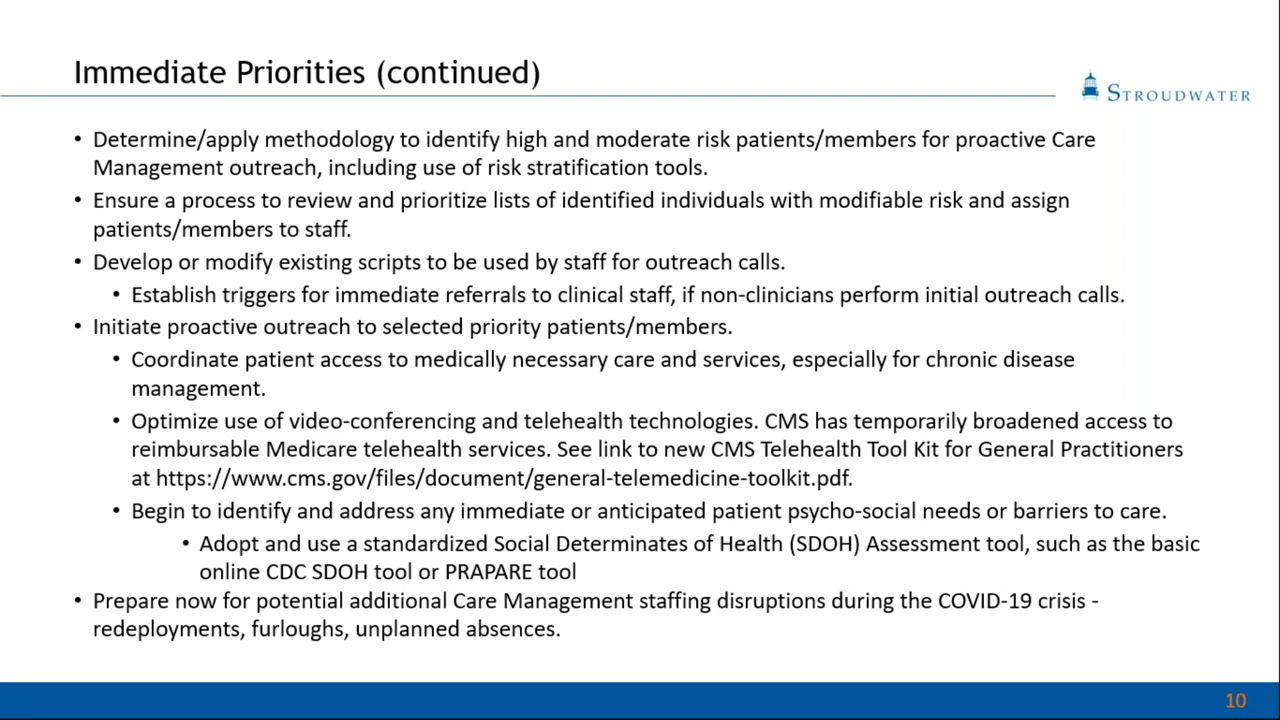 Immediate Priorities (continued)
STROUDWATER
• Determine/apply methodology to identify high and moderate risk patients/members for proactive Care
Management outreach, including use of risk stratification tools.
• Ensure a process to review and prioritize lists of identified individuals with modifiable risk and assign
patients/members to staff.
• Develop or modify existing scripts to be used by staff for outreach calls.
• Establish triggers for immediate referrals to clinical staff, if non-clinicians perform initial outreach calls.
• Initiate proactive outreach to selected priority patients/members.
• Coordinate patient access to medically necessary care and services, especially for chronic disease
management.
• Optimize use of video-conferencing and telehealth technologies. CMS has temporarily broadened access to
reimbursable Medicare telehealth services. See link to new CMS Telehealth Tool Kit for General Practitioners
at https://www.cms.gov/files/document/general-telemedicine-toolkit.pdf.
• Begin to identify and address any immediate or anticipated patient psycho-social needs or barriers to care.
• Adopt and use a standardized Social Determinates of Health (SDOH) Assessment tool, such as the basic
online CDC SDOH tool or PRAPARE tool
• Prepare now for potential additional Care Management staffing disruptions during the COVID-19 crisis -
redeployments, furloughs, unplanned absences.
10